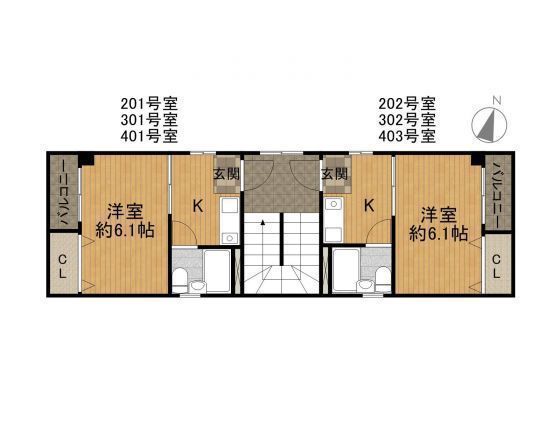 201号室
301号室
401号室
202号室
302号室
403号室
N
バルコニー
洋室
約6.1帖
K
玄関
CL
玄関
K
洋室
約6.1帖
バルコニー
CL